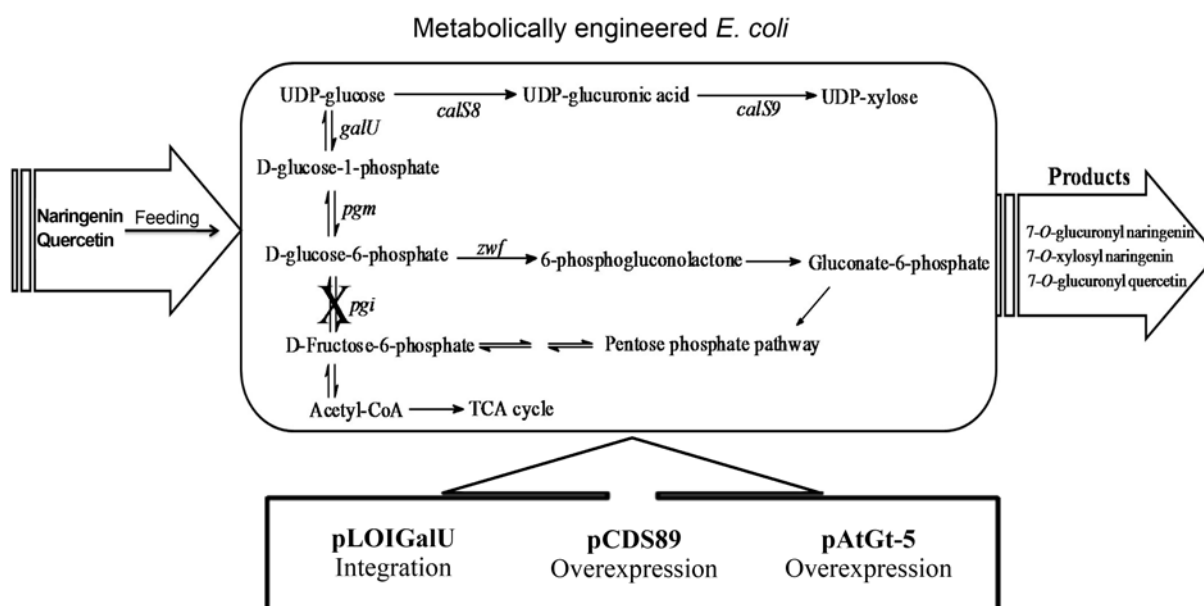 Metabolically engineered E. coli
UDP-glucose calS8 UDP-glucuronic acid calS9 UDP-xylose
galU
D-glucose-1-phosphate
pgm
D-glucose-6-phosphate zwf 6-phosphogluconolactone Gluconate-6-phosphate
X pgi
D-Fructose-6-phosphate Pentose phosphate pathway
Acetyl-CoA TCA cycle
Naringenin Feeding
Quercetin
Products
7-O-glucuronyl naringenin
7-O-xylosyl naringenin
7-O-glucuronyl quercetin
pLOIGalU pCDS89 pAtGt-5
Integration Overexpression Overexpression